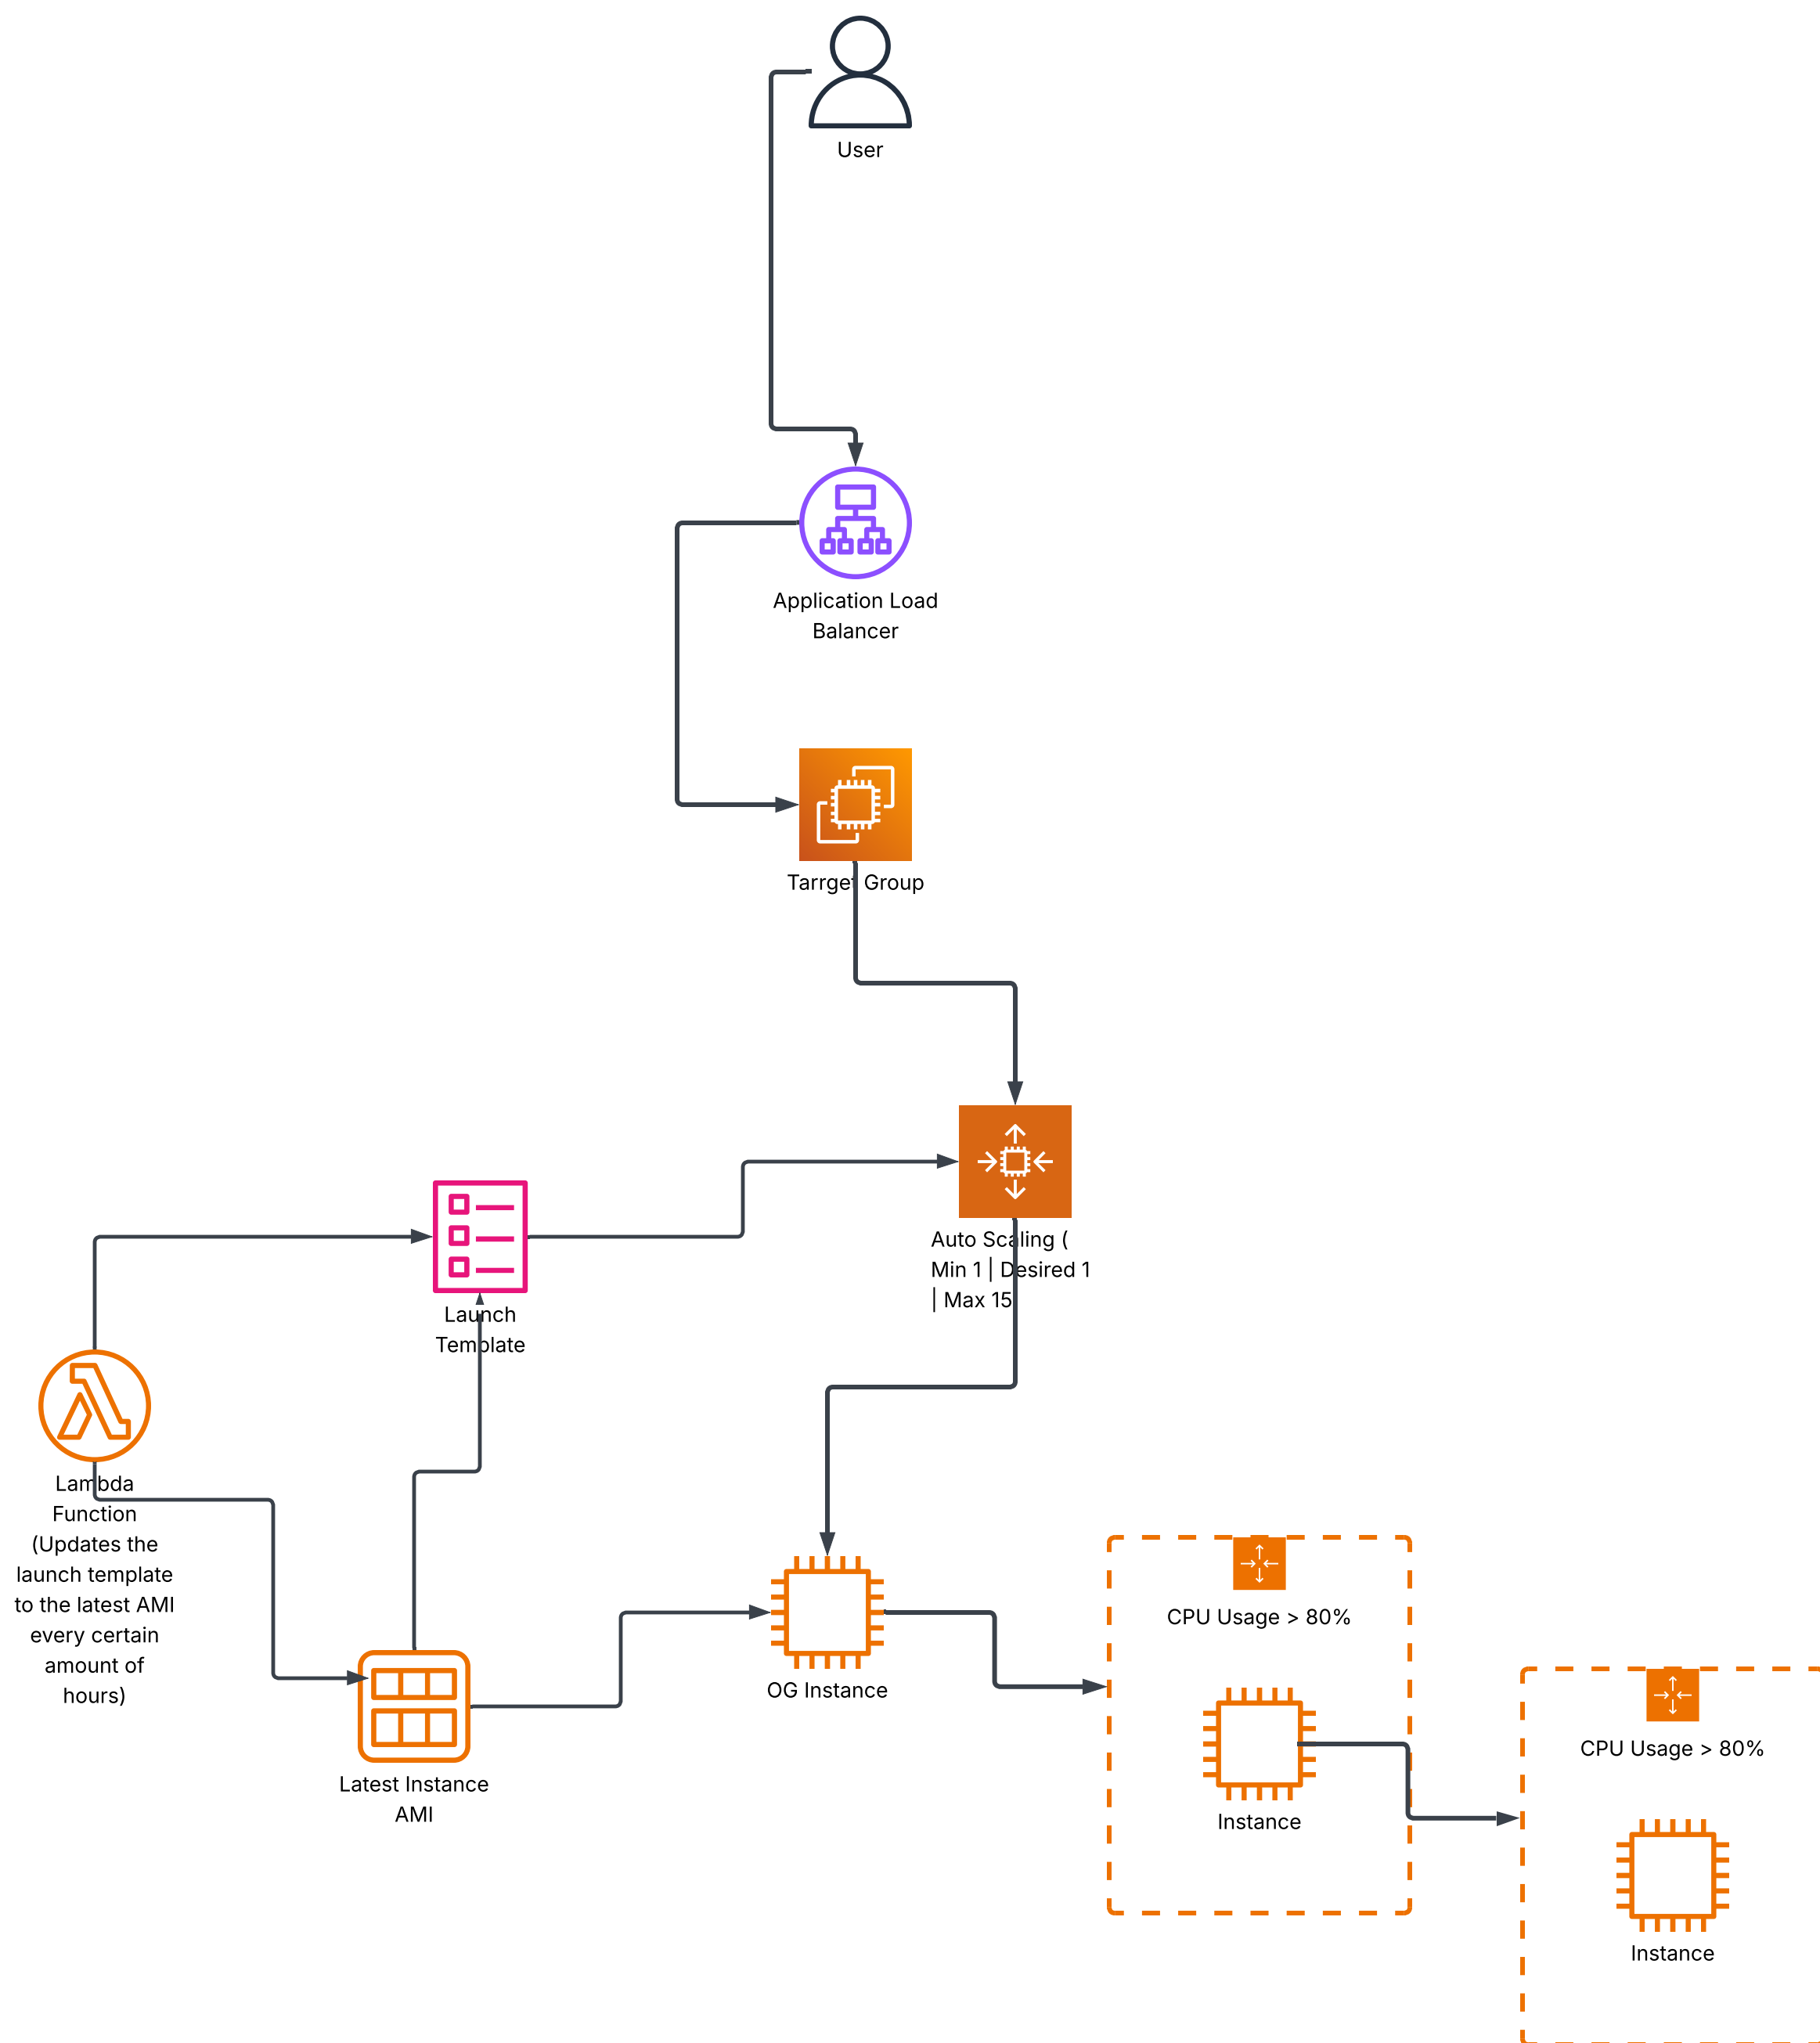 User
Application Load
Balancer
Tarrget Group
Auto Scaling (
Min 1 | Desired 1
| Max 15
Launch
Template
Lambda
Function
(Updates the
launch template
to the latest AMI
every certain
amount of
hours)
Latest Instance
AMI
OG Instance
CPU Usage > 80%
Instance
CPU Usage > 80%
Instance